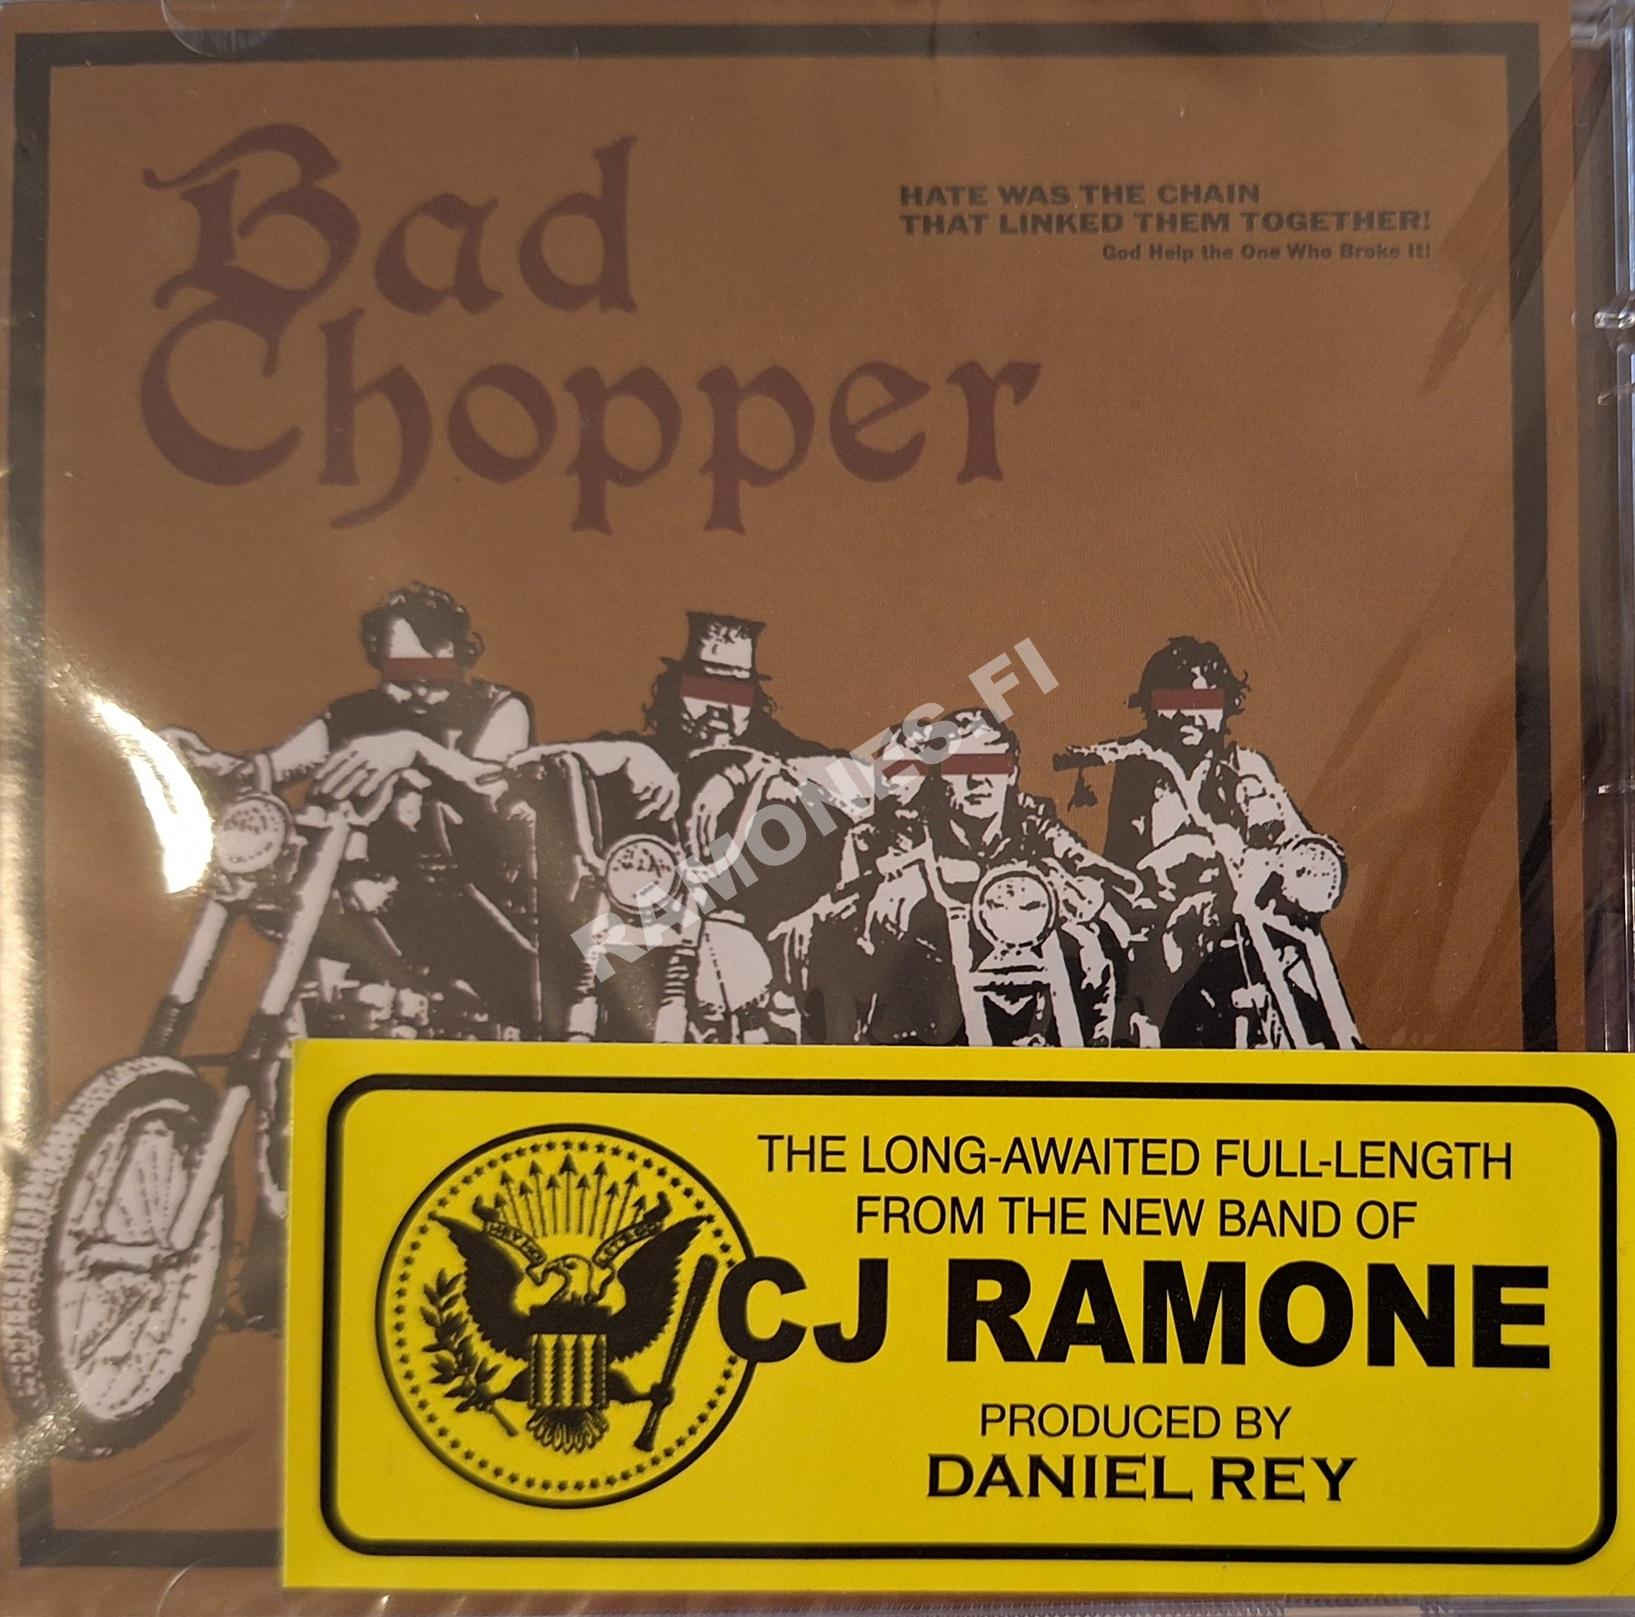 Bad
Chopper
HATE WAS THE CHAIN
THAT LINKED THEM TOGETHER!
God Help the One Who Broke It!
RAMONES.FI
THE LONG-AWAITED FULL-LENGTH
FROM THE NEW BAND OF
CJ RAMONE
PRODUCED BY
DANIEL REY